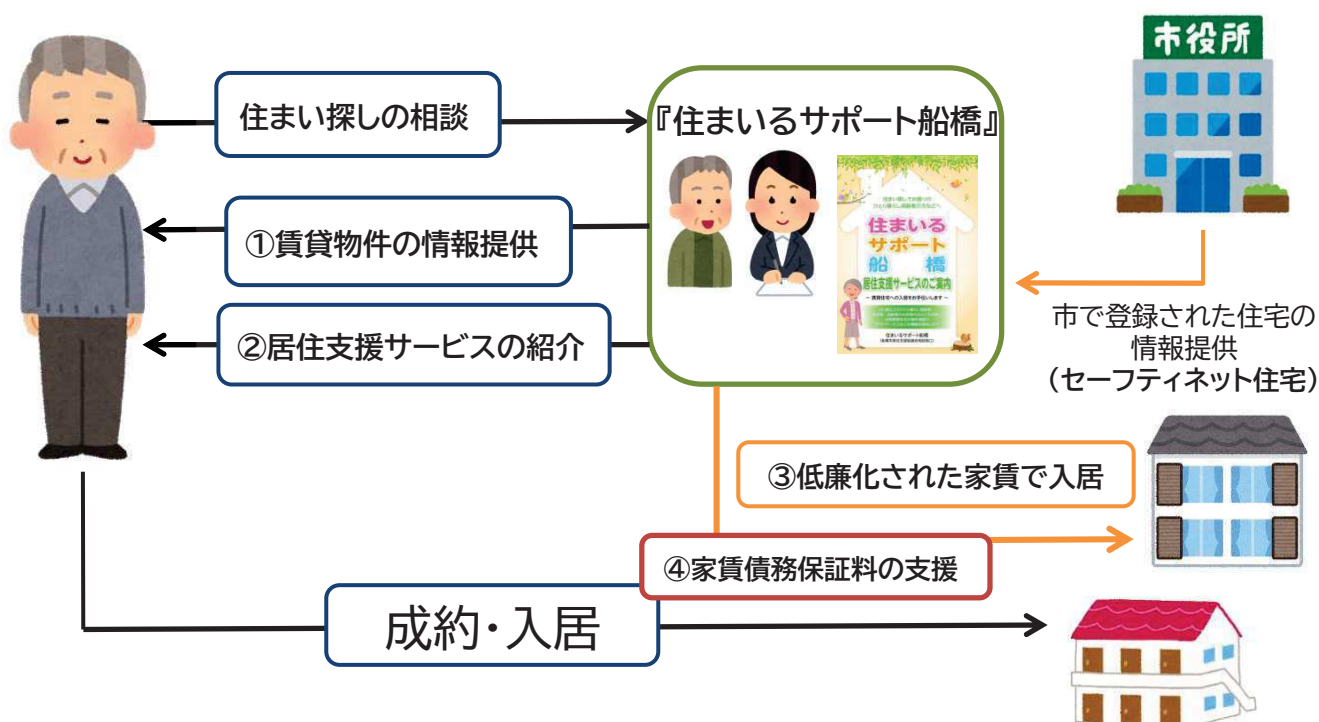 市役所
住まい探しの相談
『住まいるサポート船橋』
住まいる
サポート
船橋
居住支援サービスのご案内
①賃貸物件の情報提供
②居住支援サービスの紹介
市で登録された住宅の
情報提供
(セーフティネット住宅)
③低廉化された家賃で入居
④家賃債務保証料の支援
成約・入居